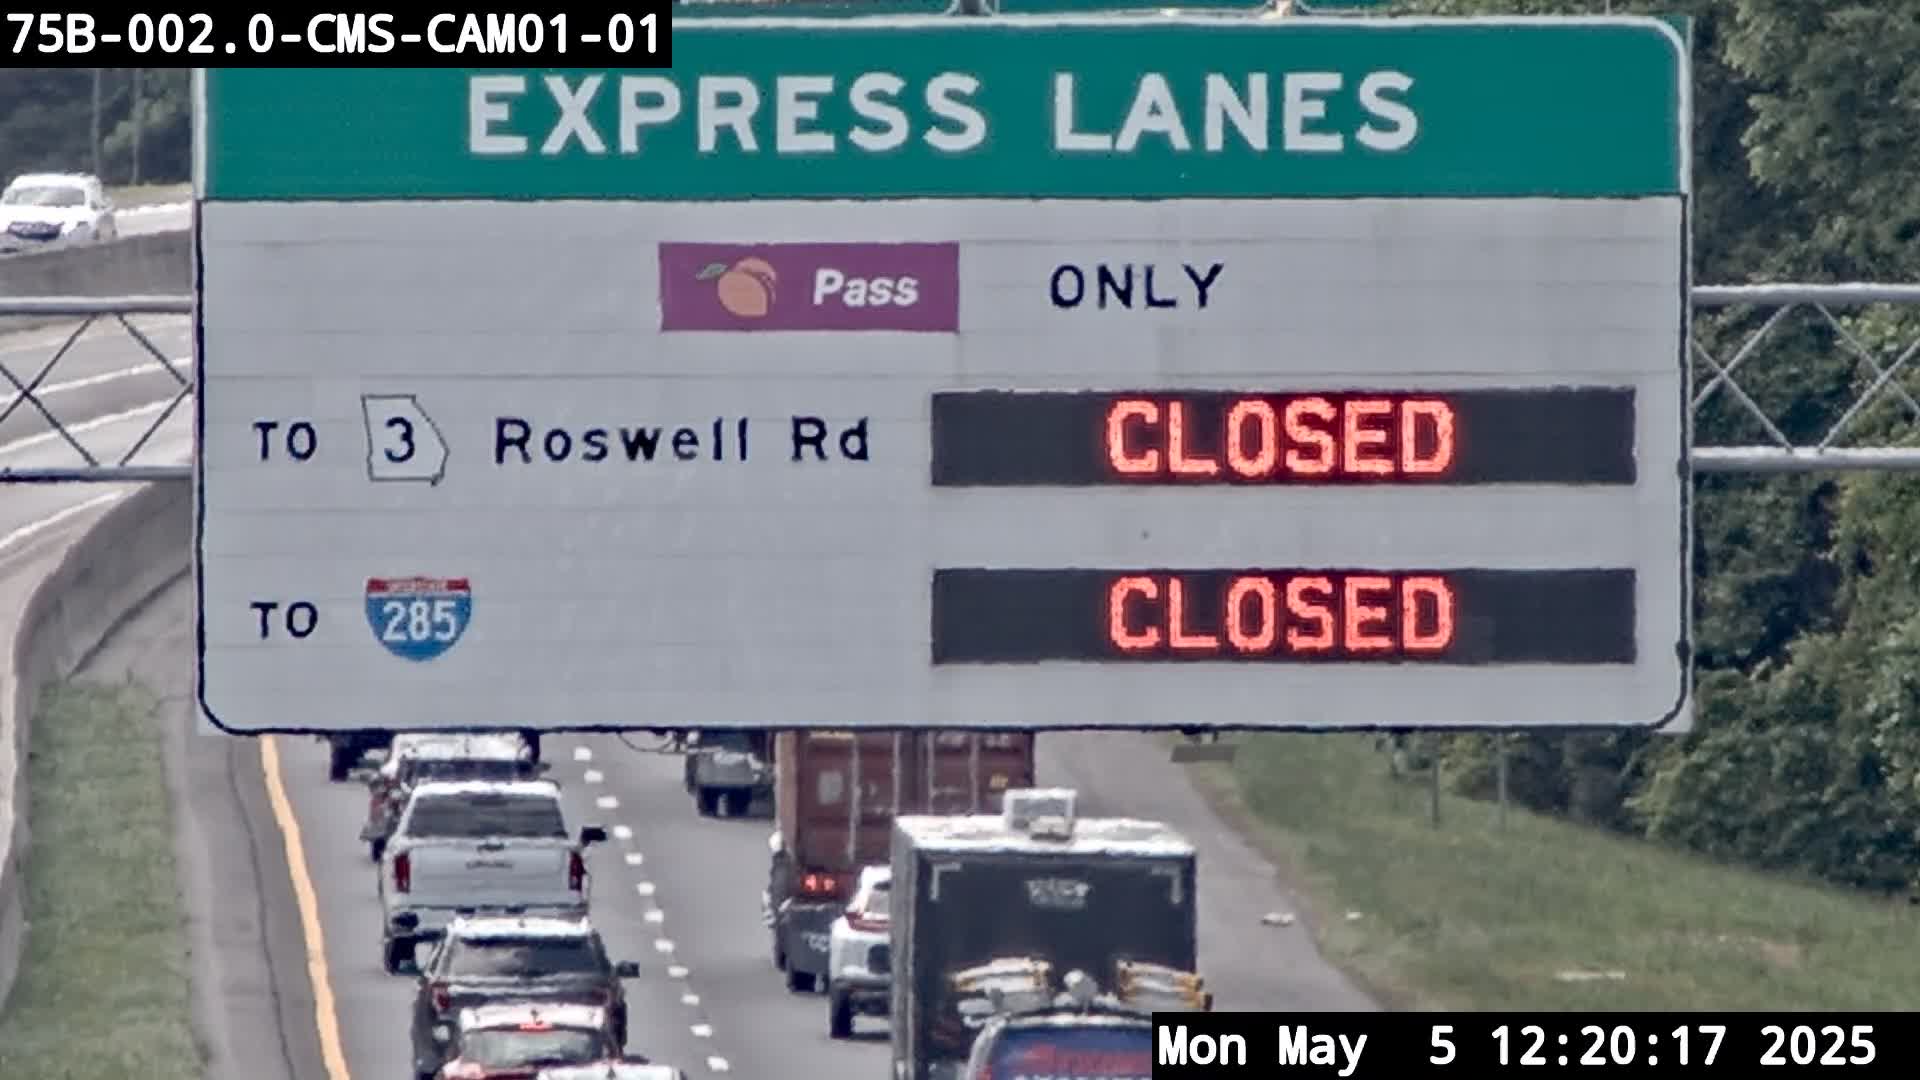 75B-002.0-CMS-CAM01-01
EXPRESS LANES
Pass ONLY
TO 3 Roswell Rd CLOSED
TO 285 CLOSED
Mon May 5 12:20:17 2025